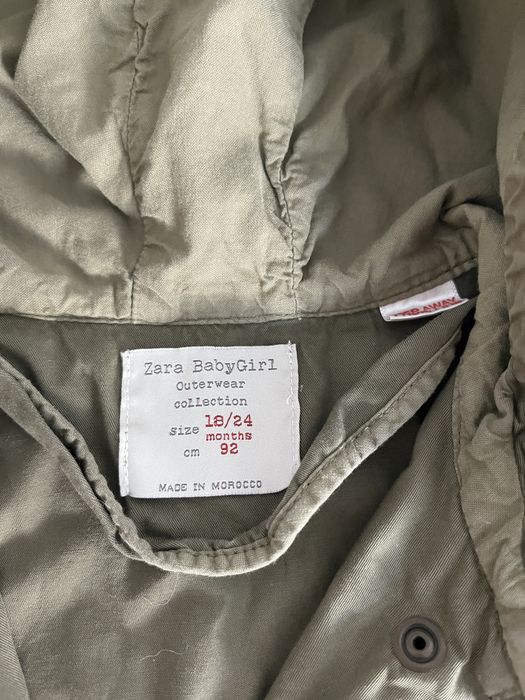 Zara BabyGirl
Outerwear
collection
size 18/24
months
cm 92
MADE IN MOROCCO